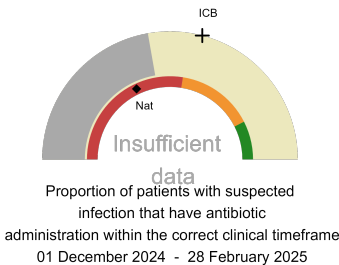 ICB
Nat
Insufficient
data
Proportion of patients with suspected
infection that have antibiotic
administration within the correct clinical timeframe
01 December 2024 - 28 February 2025